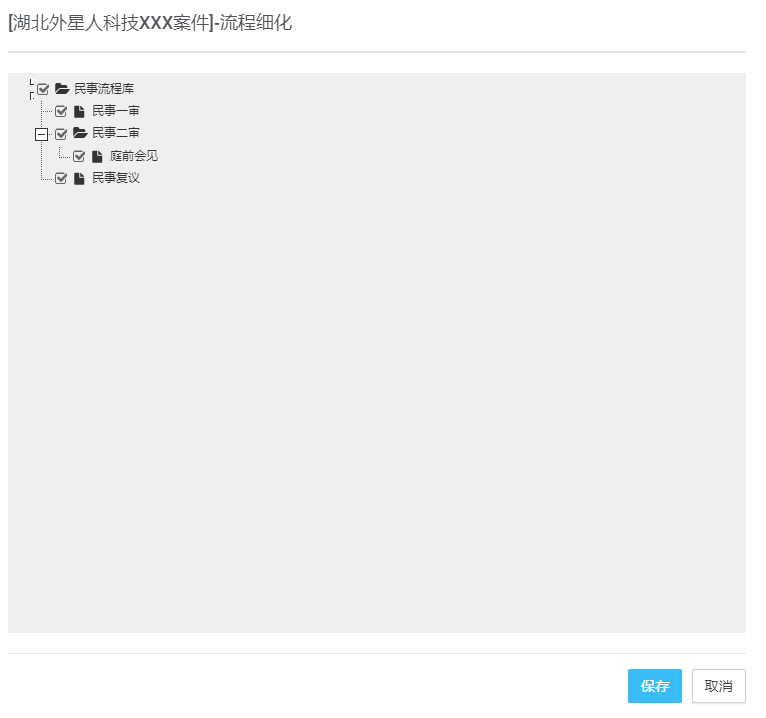 [湖北外星人科技XXX案件]-流程细化
民事流程库
民事一审
民事二审
庭前会见
民事复议
保存
取消